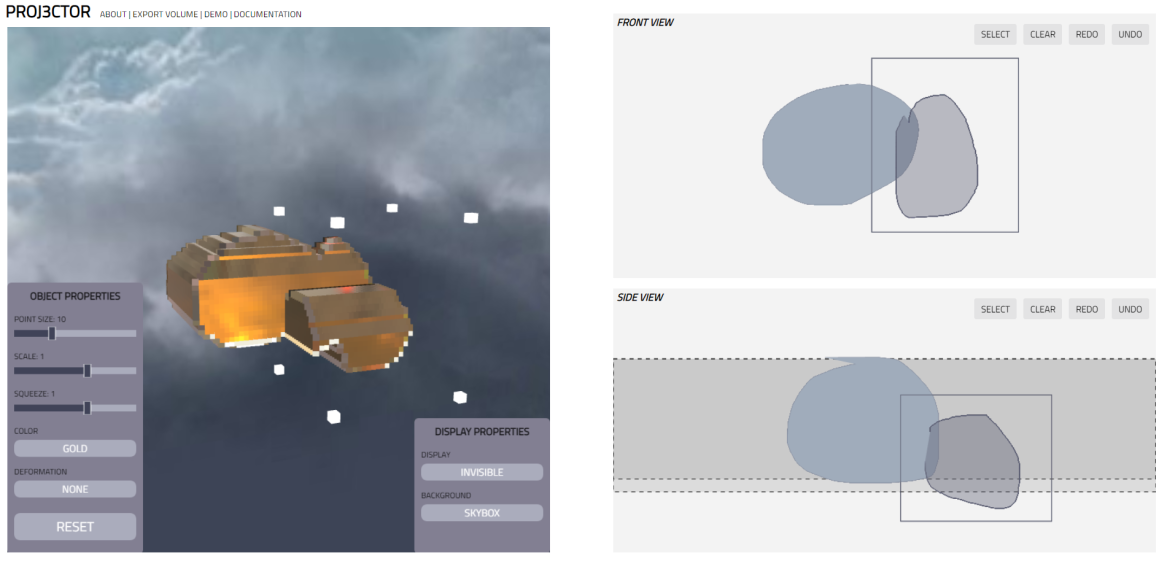 PROJ3CTOR ABOUT | EXPORT VOLUME | DEMO | DOCUMENTATION
OBJECT PROPERTIES
POINT SIZE: 10
SCALE: 1
SQUEEZE: 1
COLOR
GOLD
DEFORMATION
NONE
RESET
DISPLAY PROPERTIES
DISPLAY
INVISIBLE
BACKGROUND
SKYBOX
FRONT VIEW
SELECT CLEAR REDO UNDO
SIDE VIEW
SELECT CLEAR REDO UNDO